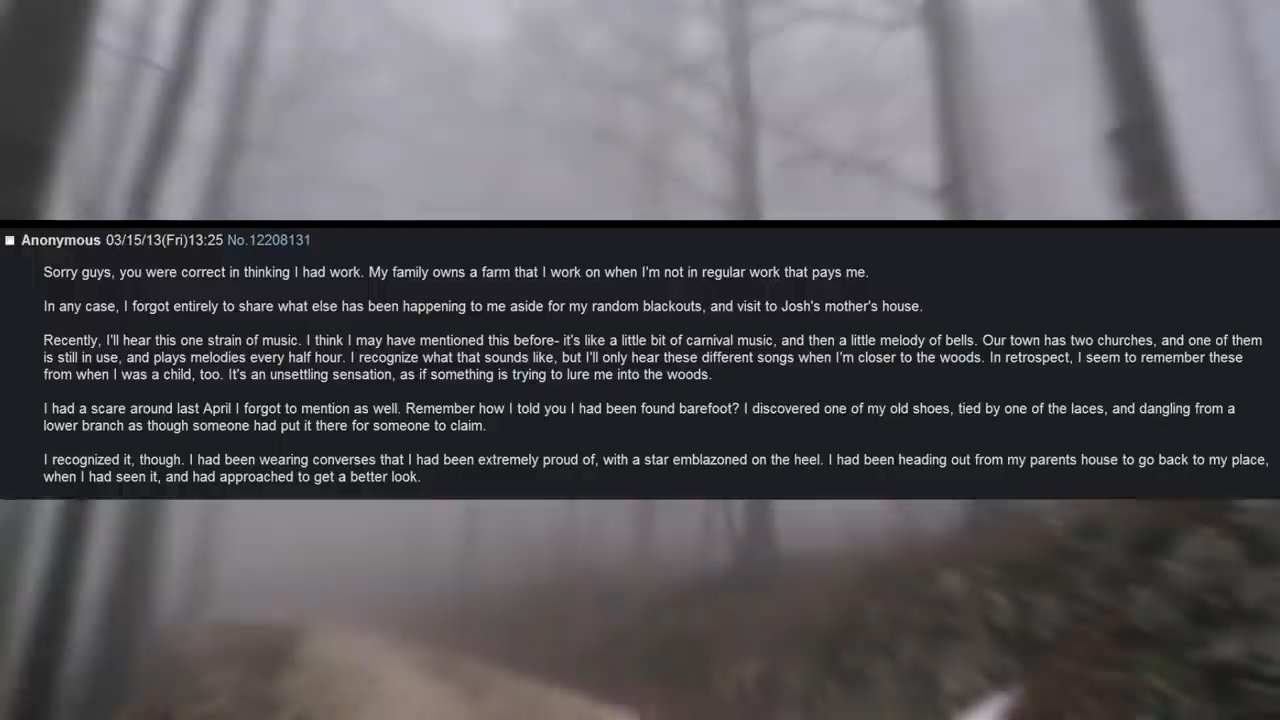 Anonymous 03/15/13(Fri)13:25 No.12208131
Sorry guys, you were correct in thinking I had work. My family owns a farm that I work on when I'm not in regular work that pays me.
In any case, I forgot entirely to share what else has been happening to me aside for my random blackouts, and visit to Josh's mother's house.
Recently, I'll hear this one strain of music. I think I may have mentioned this before- it's like a little bit of carnival music, and then a little melody of bells. Our town has two churches, and one of them
is still in use, and plays melodies every half hour. I recognize what that sounds like, but I'll only hear these different songs when I'm closer to the woods. In retrospect, I seem to remember these
from when I was a child, too. It's an unsettling sensation, as if something is trying to lure me into the woods.
I had a scare around last April I forgot to mention as well. Remember how I told you I had been found barefoot? I discovered one of my old shoes, tied by one of the laces, and dangling from a
lower branch as though someone had put it there for someone to claim.
I recognized it, though. I had been wearing converses that I had been extremely proud of, with a star emblazoned on the heel. I had been heading out from my parents house to go back to my place,
when I had seen it, and had approached to get a better look.